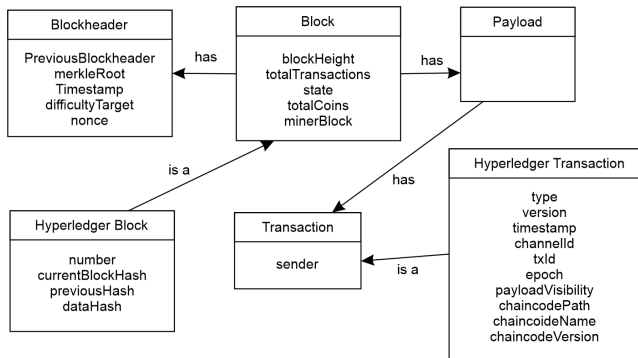 Blockheader
PreviousBlockheader
merkleRoot
Timestamp
difficultyTarget
nonce
has
Block
blockHeight
totalTransactions
state
totalCoins
minerBlock
has
Payload
is a
has
Hyperledger Block
number
currentBlockHash
previousHash
dataHash
Transaction
sender
is a
Hyperledger Transaction
type
version
timestamp
channelId
txId
epoch
payloadVisibility
chaincodePath
chaincoideName
chaincodeVersion